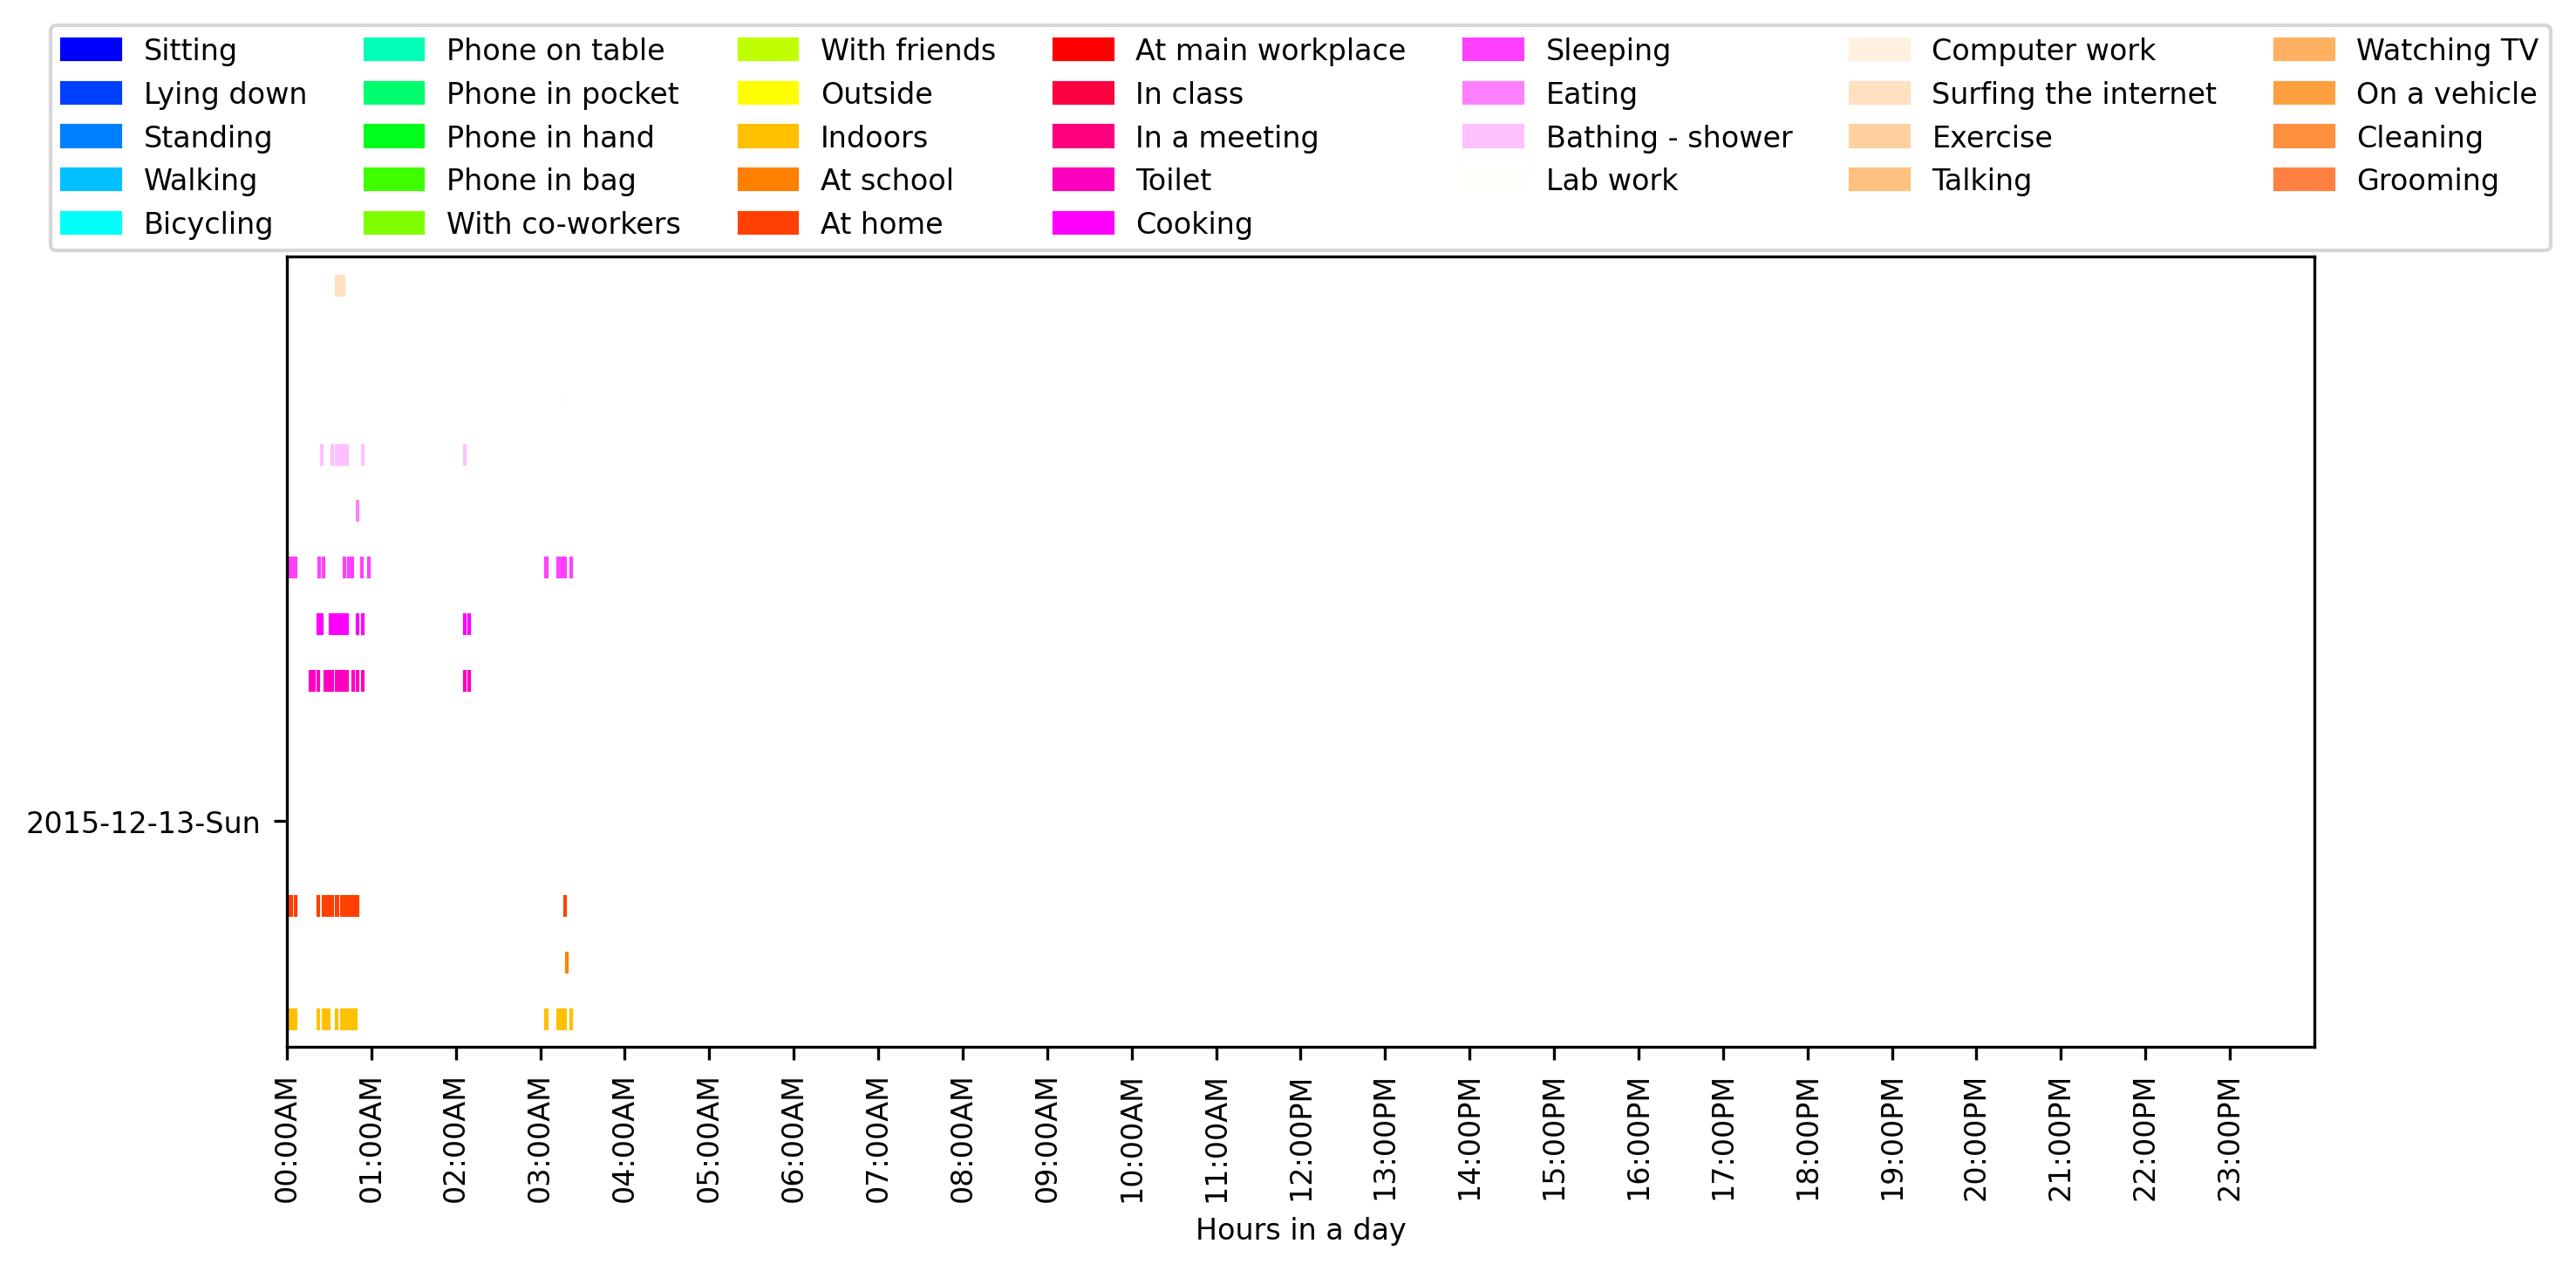 Sitting Phone on table With friends At main workplace Sleeping Computer work Watching TV
Lying down Phone in pocket Outside In class Eating Surfing the internet On a vehicle
Standing Phone in hand Indoors In a meeting Bathing - shower Exercise Cleaning
Walking Phone in bag At school Toilet Lab work Talking Grooming
Bicycling With co-workers At home Cooking
2015-12-13-Sun
00:00AM 01:00AM 02:00AM 03:00AM 04:00AM 05:00AM 06:00AM 07:00AM 08:00AM 09:00AM 10:00AM 11:00AM 12:00PM 13:00PM 14:00PM 15:00PM 16:00PM 17:00PM 18:00PM 19:00PM 20:00PM 21:00PM 22:00PM 23:00PM
Hours in a day